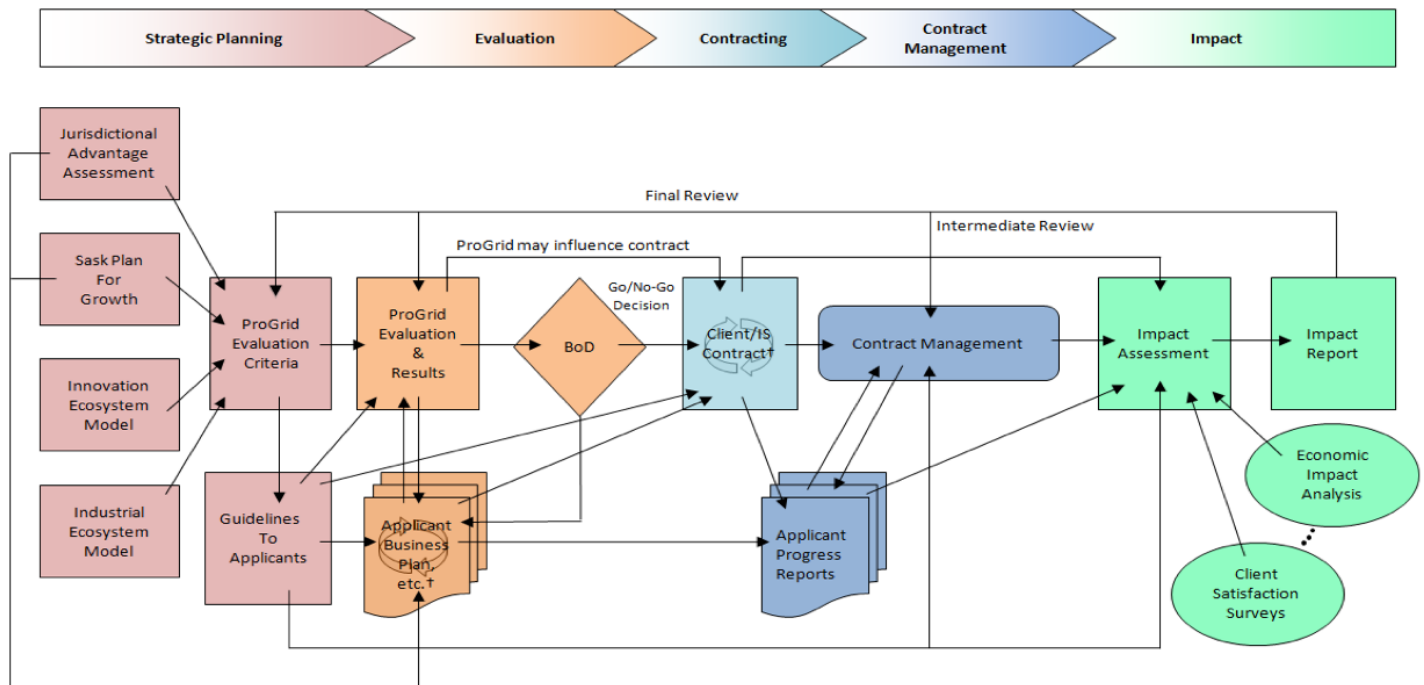 Strategic Planning
Evaluation
Contracting
Contract
Management
Impact
Jurisdictional
Advantage
Assessment
Final Review
Intermediate Review
ProGrid may influence contract
Sask Plan
For
Growth
Go/No-Go
Decision
ProGrid
Evaluation
Criteria
ProGrid
Evaluation
&
Results
BoD
Client/IS
Contract†
Contract Management
Impact
Assessment
Impact
Report
Innovation
Ecosystem
Model
Industrial
Ecosystem
Model
Guidelines
To
Applicants
Applicant
Business
Plan,
etc.†
Applicant
Progress
Reports
Economic
Impact
Analysis
Client
Satisfaction
Surveys